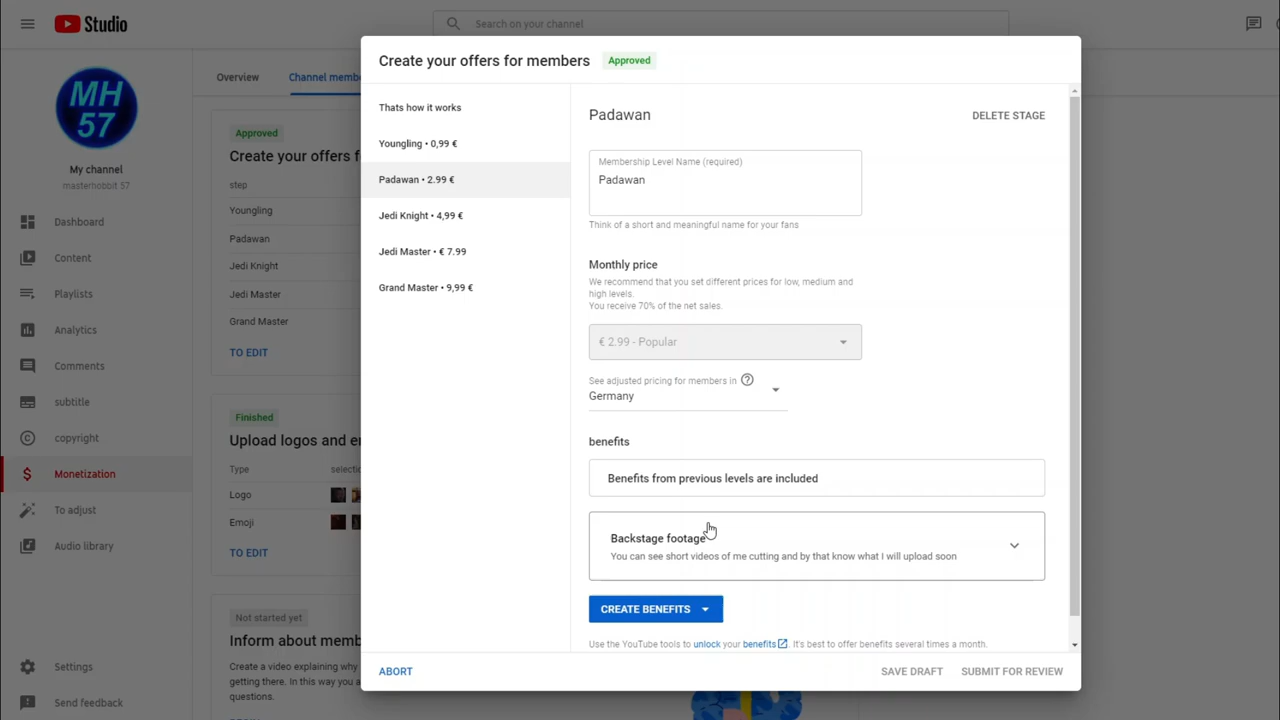 Studio
Search on your channel
MH
57
My channel
masterhobbit 57
Dashboard
Content
Playlists
Analytics
Comments
subtitle
copyright
Monetization
To adjust
Audio library
Settings
Send feedback
Overview
Channel memb
Approved
Create your offers f
step
Youngling
Padawan
Jedi Knight
Jedi Master
Grand Master
TO EDIT
Finished
Upload logos and e
Type
selectio
Logo
Emoji
TO EDIT
Not started yet
Inform about memb
Create a video explaining why
getting there. In this way you a
questions.
Create your offers for members
Approved
Thats how it works
Youngling • 0,99 €
Padawan • 2.99 €
Jedi Knight • 4,99 €
Jedi Master • € 7.99
Grand Master • 9,99 €
Padawan
DELETE STAGE
Membership Level Name (required)
Padawan
Think of a short and meaningful name for your fans
Monthly price
We recommend that you set different prices for low, medium and
high levels.
You receive 70% of the net sales.
€ 2.99 - Popular
See adjusted pricing for members in
Germany
benefits
Benefits from previous levels are included
Backstage footage
You can see short videos of me cutting and by that know what I will upload soon
CREATE BENEFITS
Use the YouTube tools to unlock your benefits. It's best to offer benefits several times a month.
ABORT
SAVE DRAFT
SUBMIT FOR REVIEW